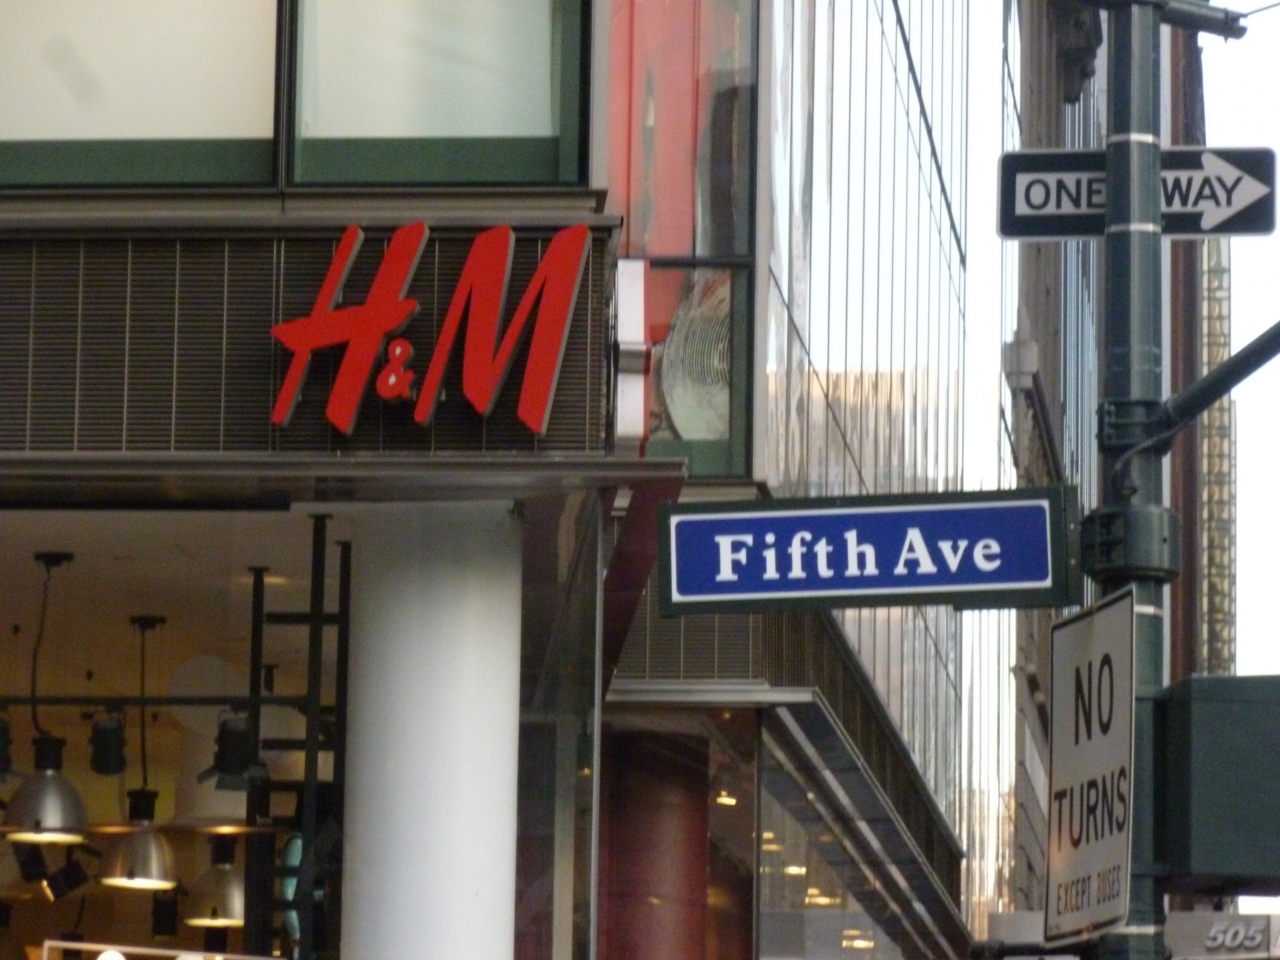 H&M
ONE WAY
Fifth Ave
NO
TURNS
EXCEPT BUSES
505